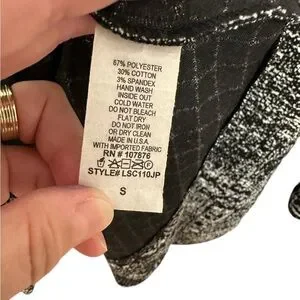 67% POLYESTER
30% COTTON
3% SPANDEX
HAND WASH
INSIDE OUT
COLD WATER
DO NOT BLEACH
FLAT DRY
DO NOT IRON
OR DRY CLEAN
MADE IN U.S.A.
WITH IMPORTED FABRIC
RN # 107876
STYLE# LSC110JP
S